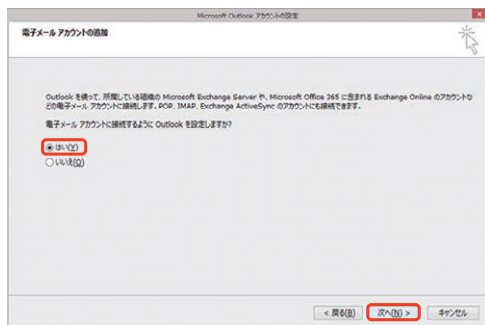 Microsoft Outlook アカウントの設定
電子メール アカウントの追加
Outlook を使って、所属している組織の Microsoft Exchange Server や、Microsoft Office 365 に含まれる Exchange Online のアカウントな
どの電子メール アカウントに接続します。POP、IMAP、Exchange ActiveSync のアカウントにも接続できます。
電子メール アカウントに接続するように Outlook を設定しますか?
はい(Y)
いいえ(O)
< 戻る(B)
次へ(N) >
キャンセル